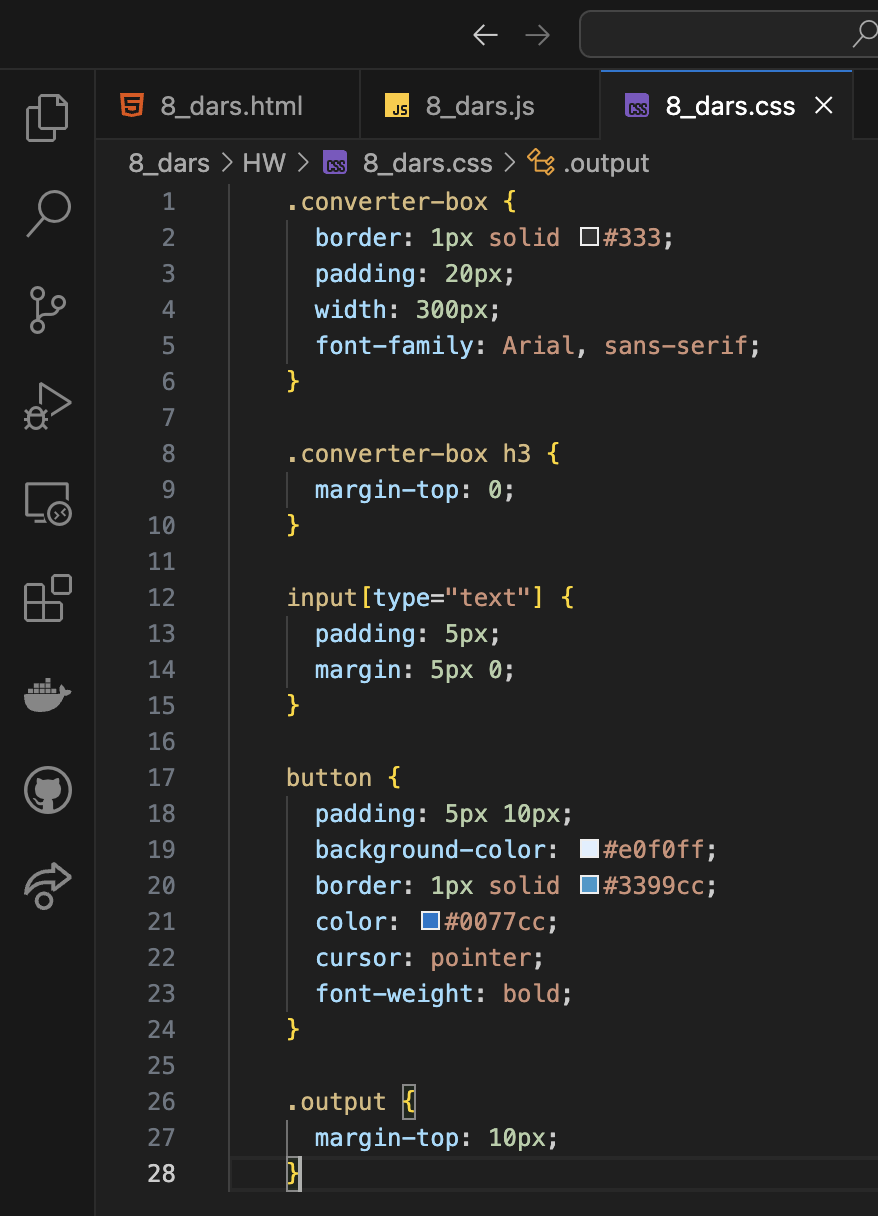 8_dars.html
8_dars.js
8_dars.css
8_dars > HW > 8_dars.css > .output
1 .converter-box {
2 border: 1px solid #333;
3 padding: 20px;
4 width: 300px;
5 font-family: Arial, sans-serif;
6 }
7
8 .converter-box h3 {
9 margin-top: 0;
10 }
11
12 input[type="text"] {
13 padding: 5px;
14 margin: 5px 0;
15 }
16
17 button {
18 padding: 5px 10px;
19 background-color: #e0f0ff;
20 border: 1px solid #3399cc;
21 color: #0077cc;
22 cursor: pointer;
23 font-weight: bold;
24 }
25
26 .output {
27 margin-top: 10px;
28 }